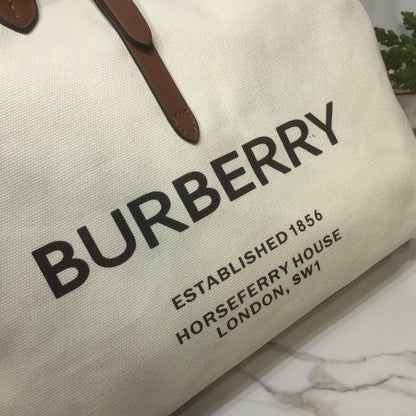 BURBERRY
ESTABLISHED 1856
HORSEFERRY HOUSE
LONDON, SW1